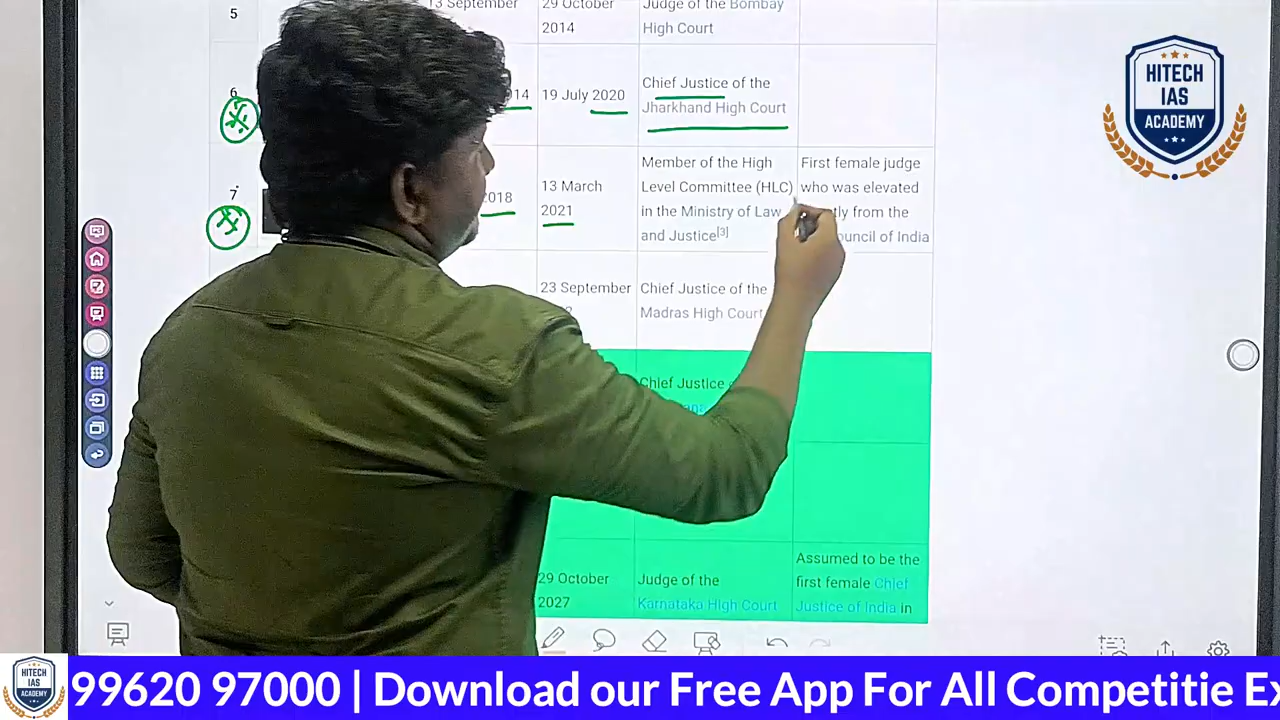 5
13 September
29 October
2014
Judge of the Bombay
High Court
6
014
19 July 2020
Chief Justice of the
Jharkhand High Court
7
2018
13 March
2021
Member of the High
Level Committee (HLC)
in the Ministry of Law
and Justice[3]
First female judge
who was elevated
from the
ouncil of India
23 September
Chief Justice of the
Madras High Court
Chief Justice
29 October
2027
Judge of the
Karnataka High Court
Assumed to be the
first female Chief
Justice of India in
HITECH
IAS
ACADEMY
HITECH
IAS
ACADEMY
99620 97000 | Download our Free App For All Competitie Ex